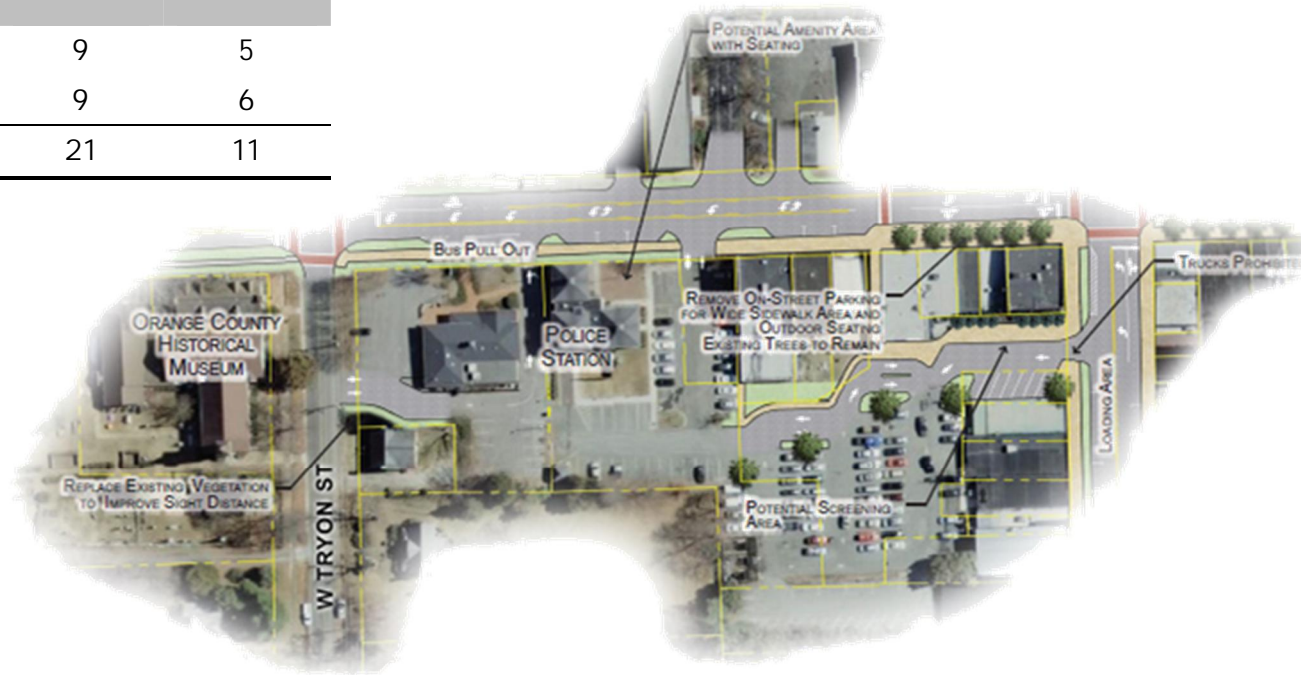 9 5
9 6
21 11
POTENTIAL AMENITY AREA
WITH SEATING
BUS PULL OUT
TRUCKS PROHIBITE
ORANGE COUNTY
HISTORICAL
MUSEUM
POLICE
STATION
REMOVE ON-STREET PARKING
FOR WIDE SIDEWALK AREA AND
OUTDOOR SEATING
EXISTING TREES TO REMAIN
LOADING AREA
REPLACE EXISTING VEGETATION
TO IMPROVE SIGHT DISTANCE
W TRYON ST
POTENTIAL SCREENING
AREA